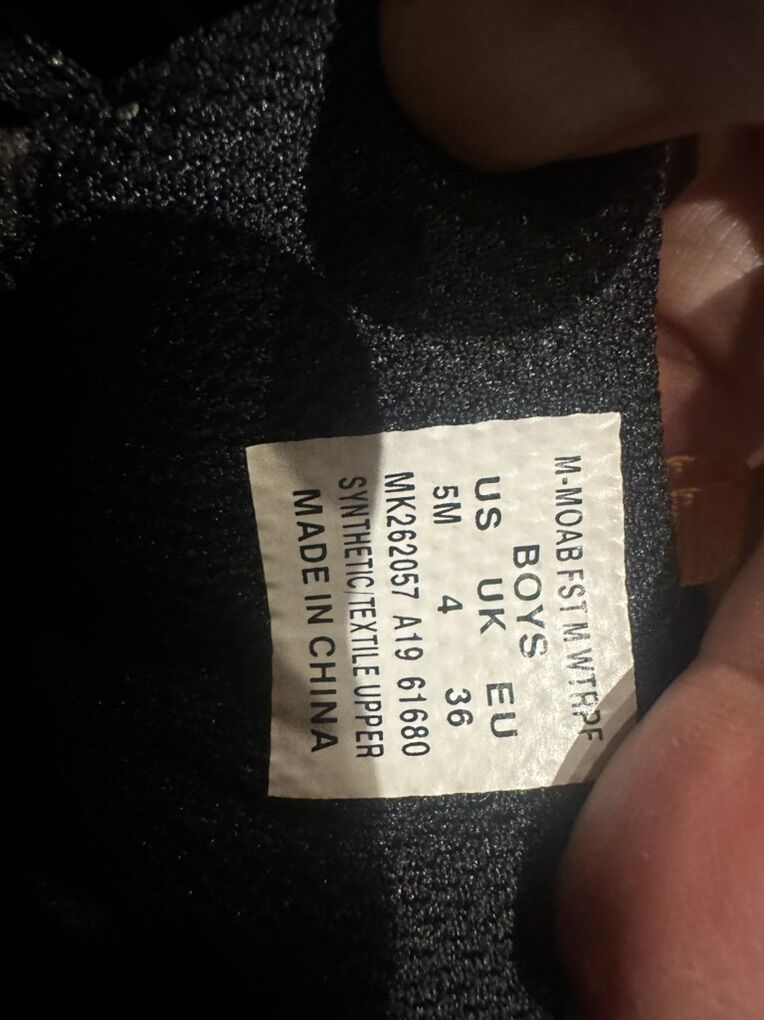 M-MOAB FST M WTRPF
BOYS
US UK EU
5M 4 36
MK262057 A19 61680
SYNTHETIC/TEXTILE UPPER
MADE IN CHINA